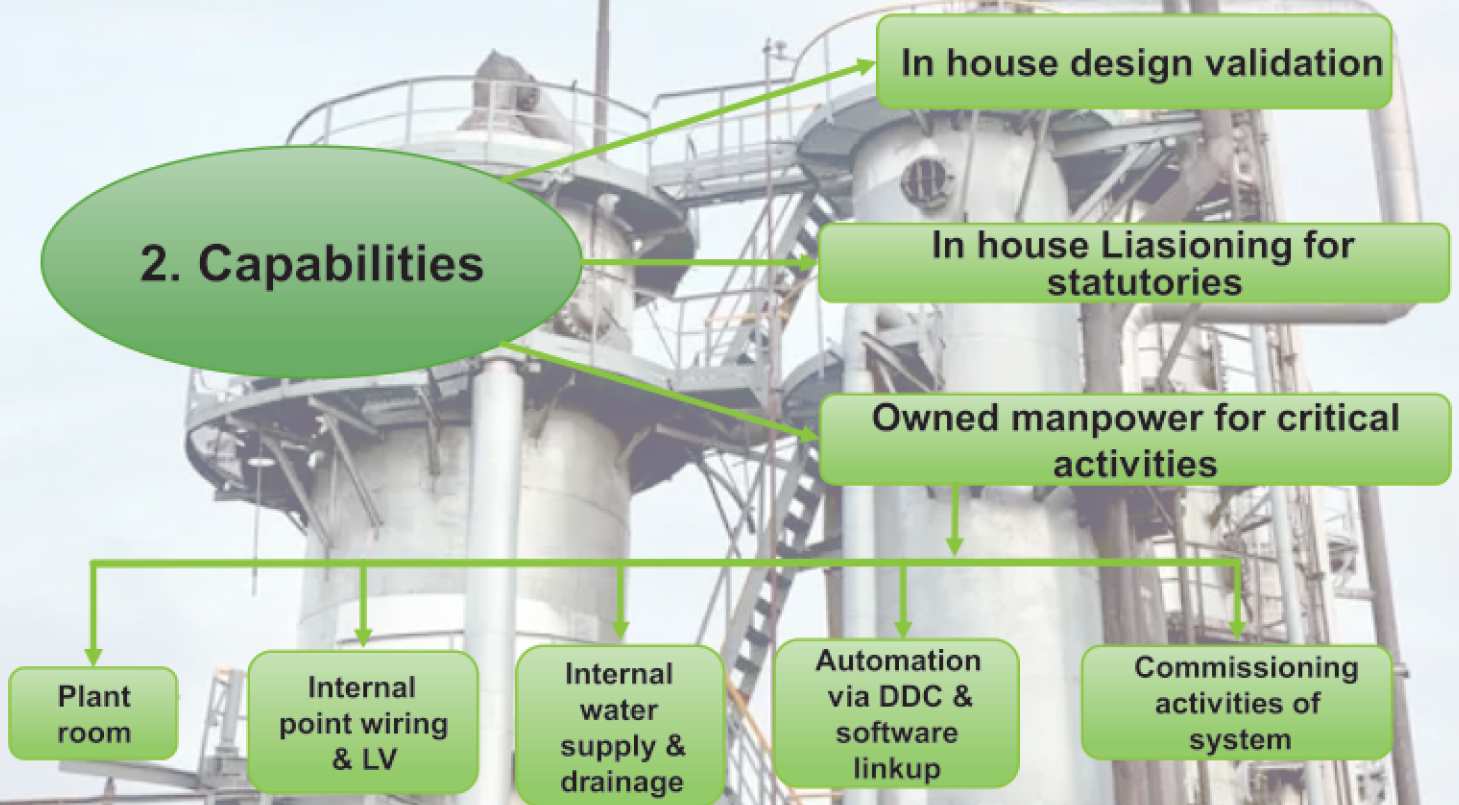 In house design validation
2. Capabilities
In house Liasioning for
statutories
Owned manpower for critical
activities
Plant
room
Internal
point wiring
& LV
Internal
water
supply &
drainage
Automation
via DDC &
software
linkup
Commissioning
activities of
system